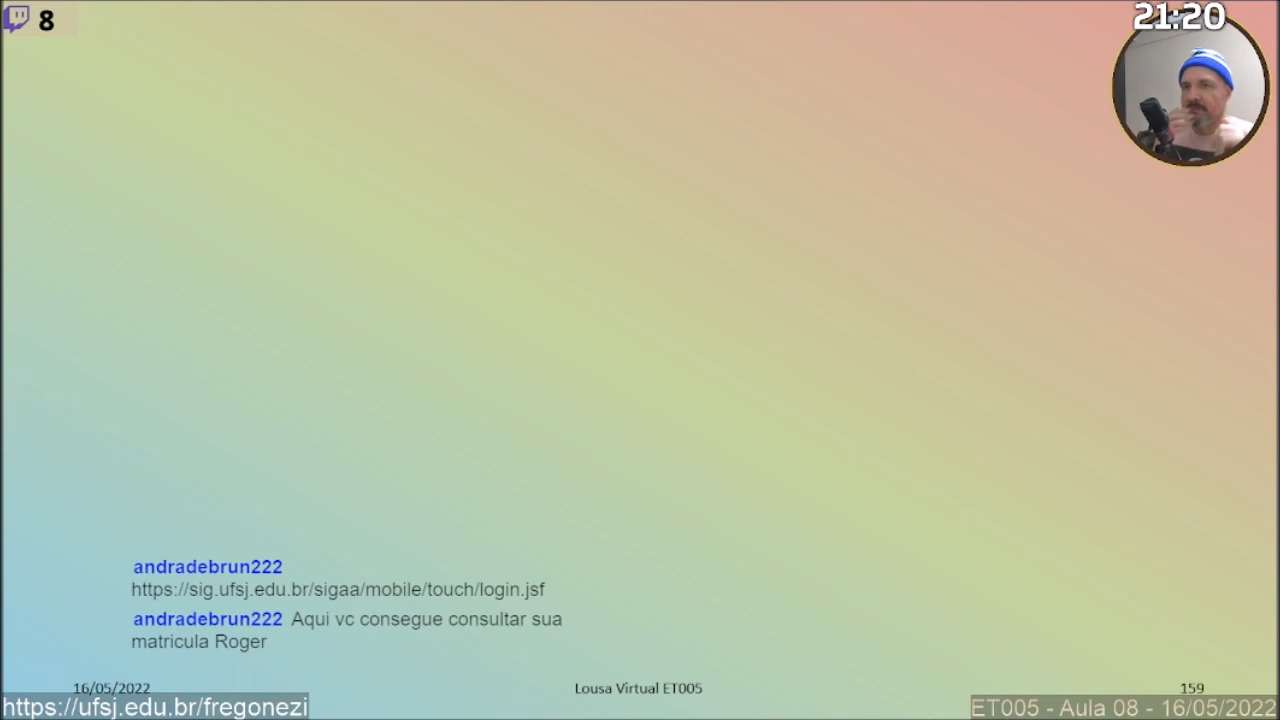 8
21:20
andradebrun222
https://sig.ufsj.edu.br/sigaa/mobile/touch/login.jsf
andradebrun222 Aqui vc consegue consultar sua
matricula Roger
16/05/2022
Lousa Virtual ET005
159
https://ufsj.edu.br/fregonezi
ET005 - Aula 08 - 16/05/2022